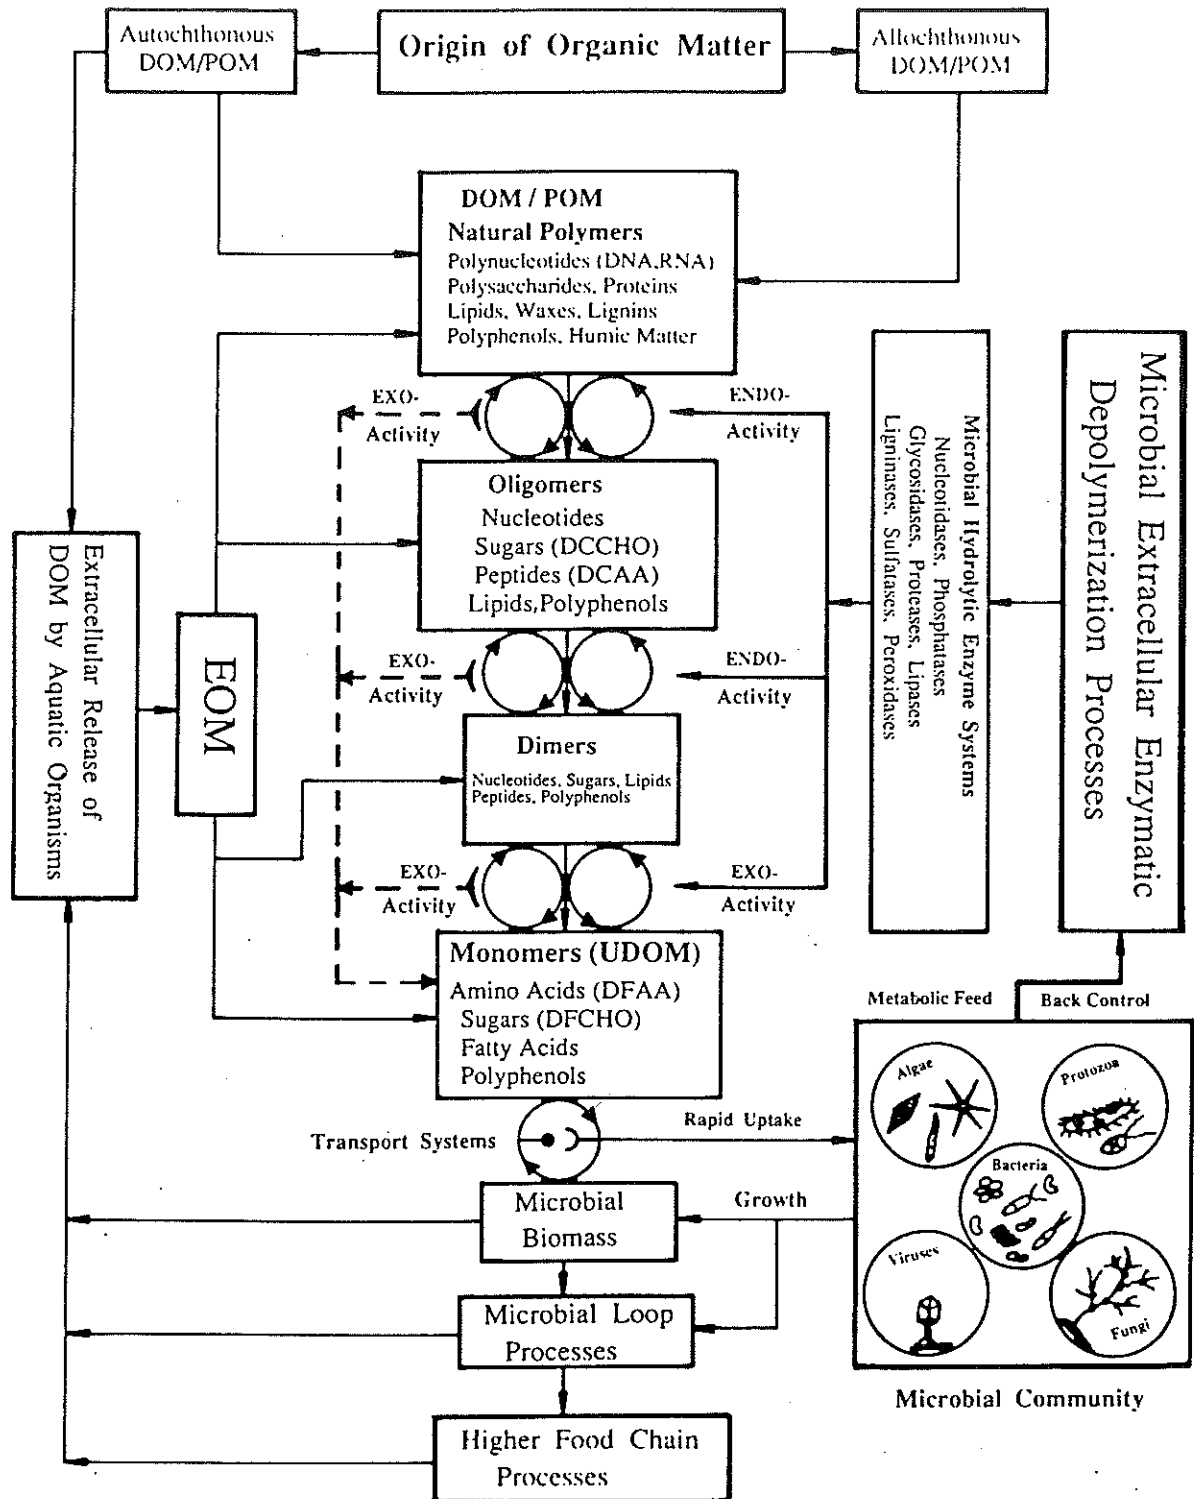 Autochthonous
DOM/POM
Origin of Organic Matter
Allochthonous
DOM/POM
DOM / POM
Natural Polymers
Polynucleotides (DNA,RNA)
Polysaccharides, Proteins
Lipids, Waxes, Lignins
Polyphenols, Humic Matter
EXO-
Activity
ENDO-
Activity
Oligomers
Nucleotides
Sugars (DCCHO)
Peptides (DCAA)
Lipids,Polyphenols
EXO-
Activity
ENDO-
Activity
Dimers
Nucleotides, Sugars, Lipids
Peptides, Polyphenols
EXO-
Activity
EXO-
Activity
Monomers (UDOM)
Amino Acids (DFAA)
Sugars (DFCHO)
Fatty Acids
Polyphenols
Extracellular Release of
DOM by Aquatic Organisms
EOM
Microbial Hydrolytic Enzyme Systems
Nucleotidases, Phosphatases
Glycosidases, Proteases, Lipases
Ligninases, Sulfatases, Peroxidases
Microbial Extracellular Enzymatic
Depolymerization Processes
Metabolic Feed Back Control
Transport Systems
Rapid Uptake
Algae
Protozoa
Bacteria
Viruses
Fungi
Microbial Community
Growth
Microbial
Biomass
Microbial Loop
Processes
Higher Food Chain
Processes